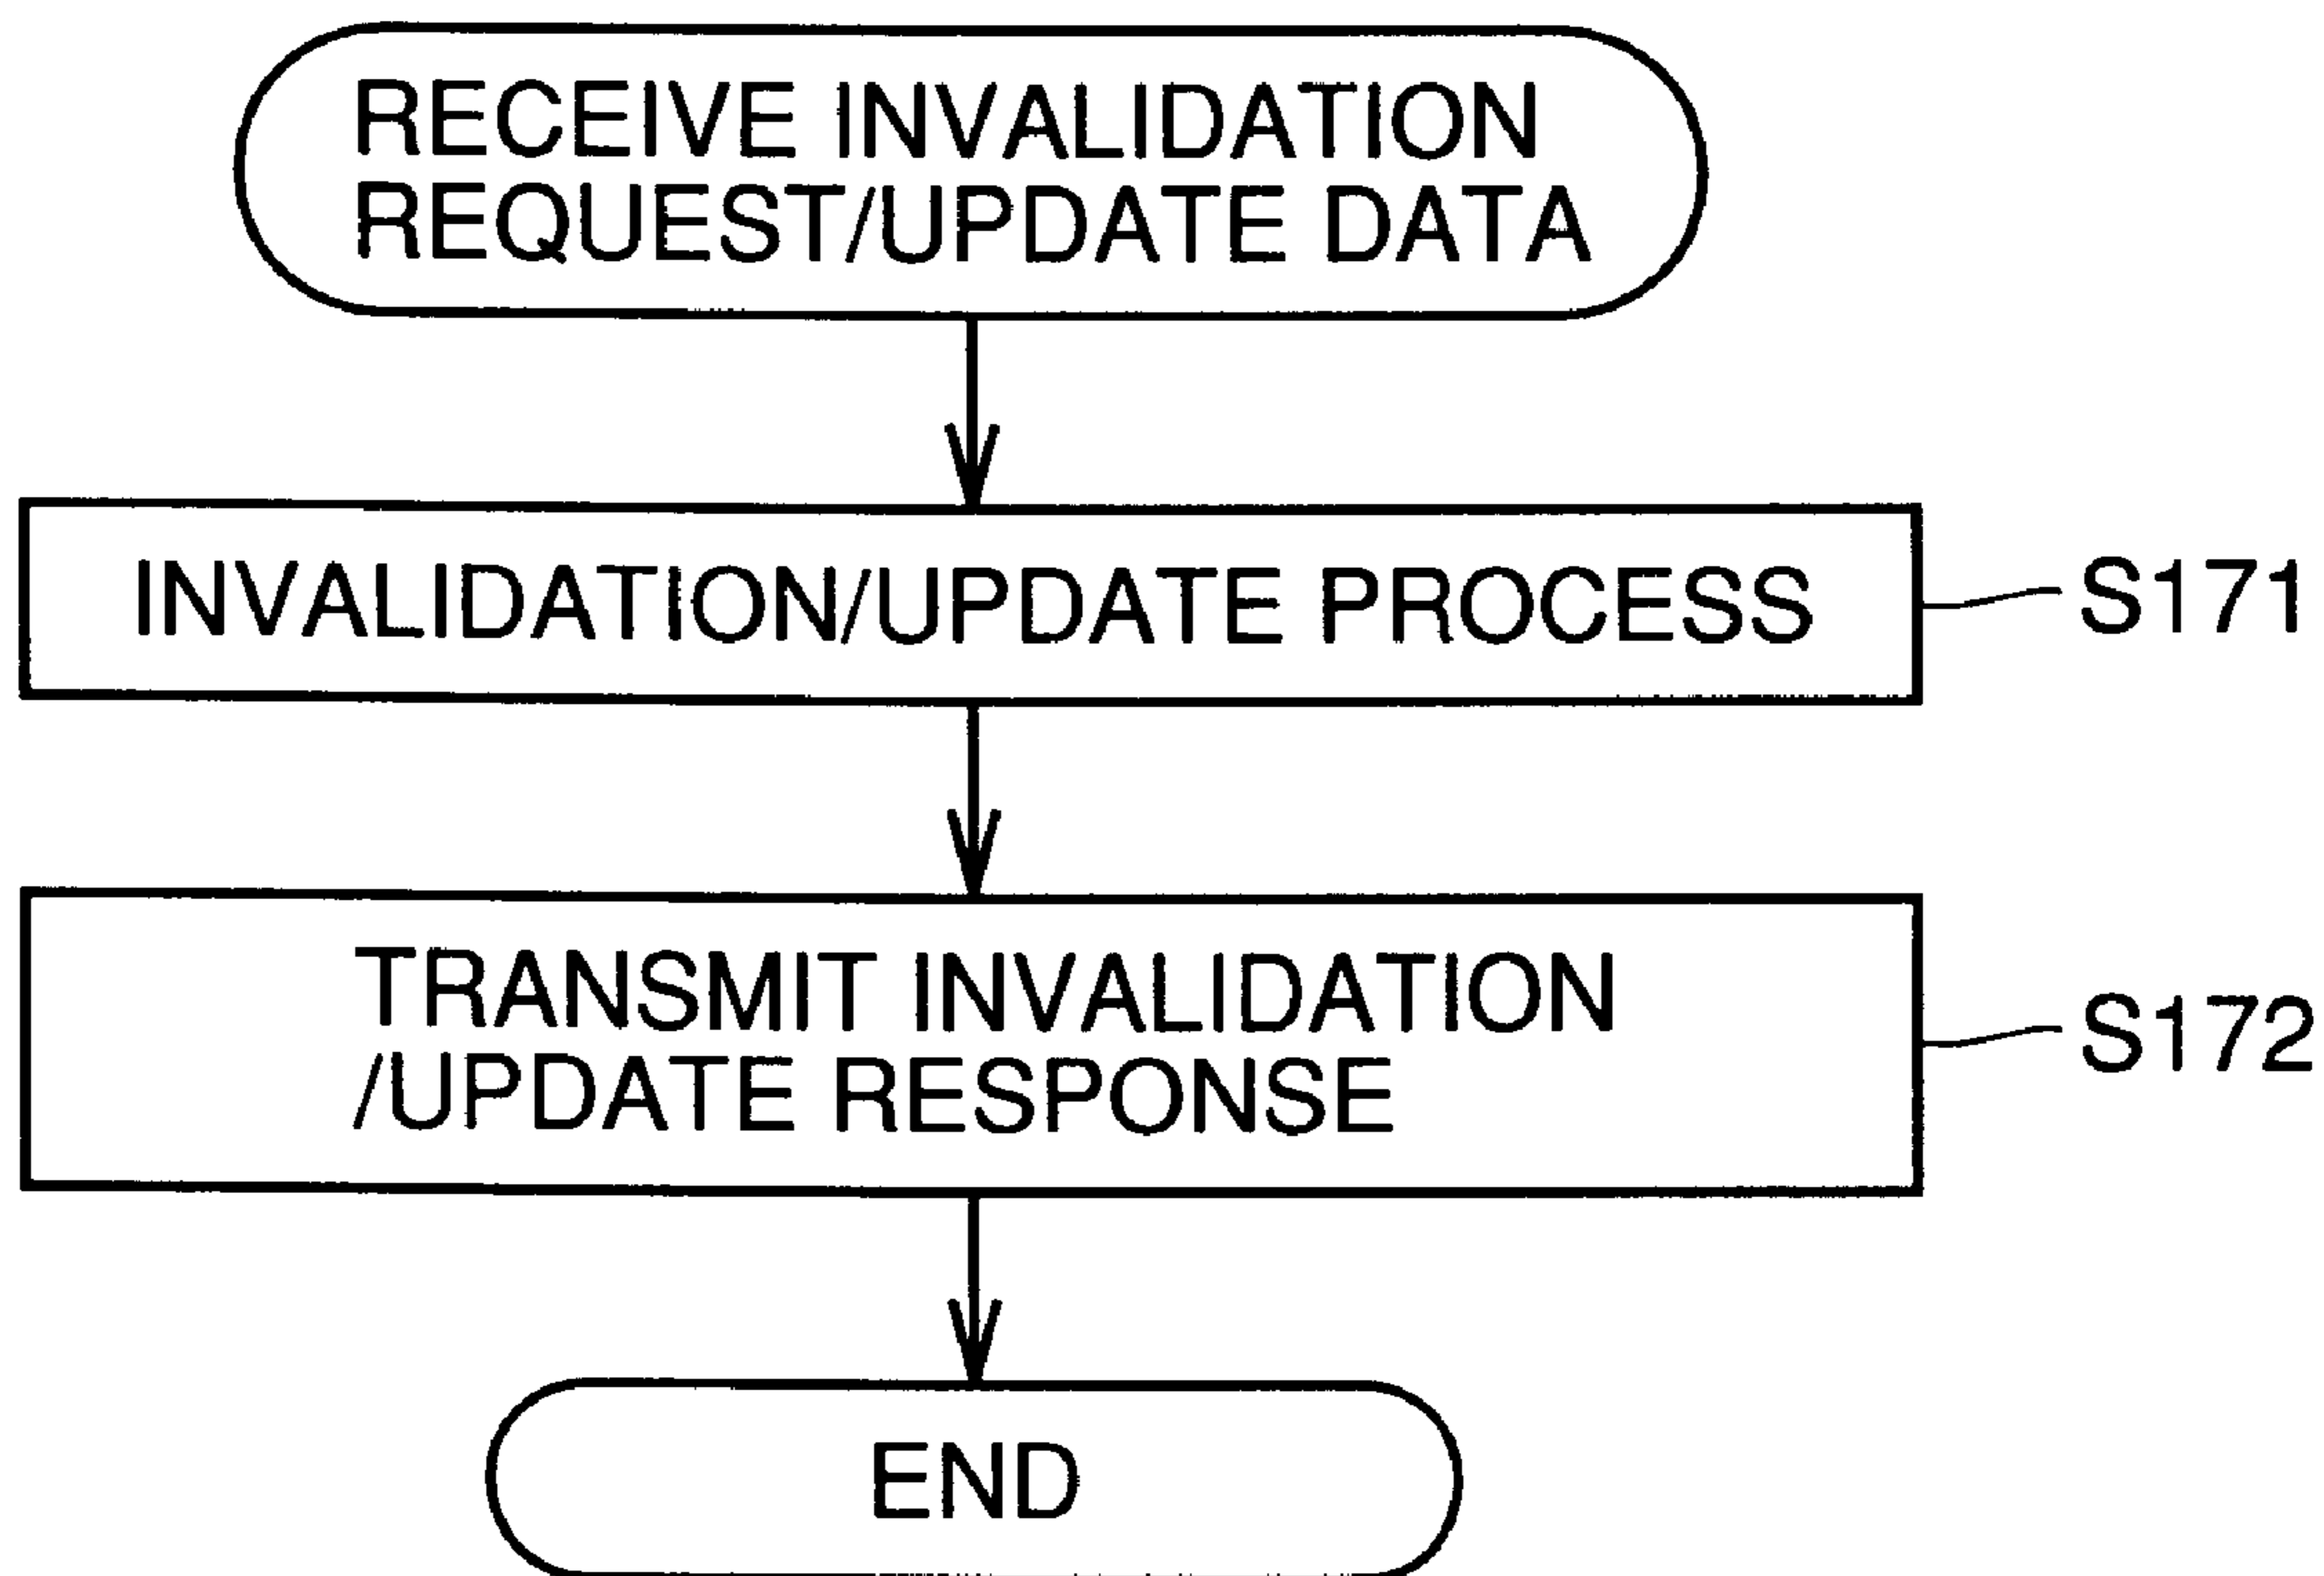 RECEIVE INVALIDATION
REQUEST/UPDATE DATA
INVALIDATION/UPDATE PROCESS
S171
TRANSMIT INVALIDATION
/UPDATE RESPONSE
S172
END